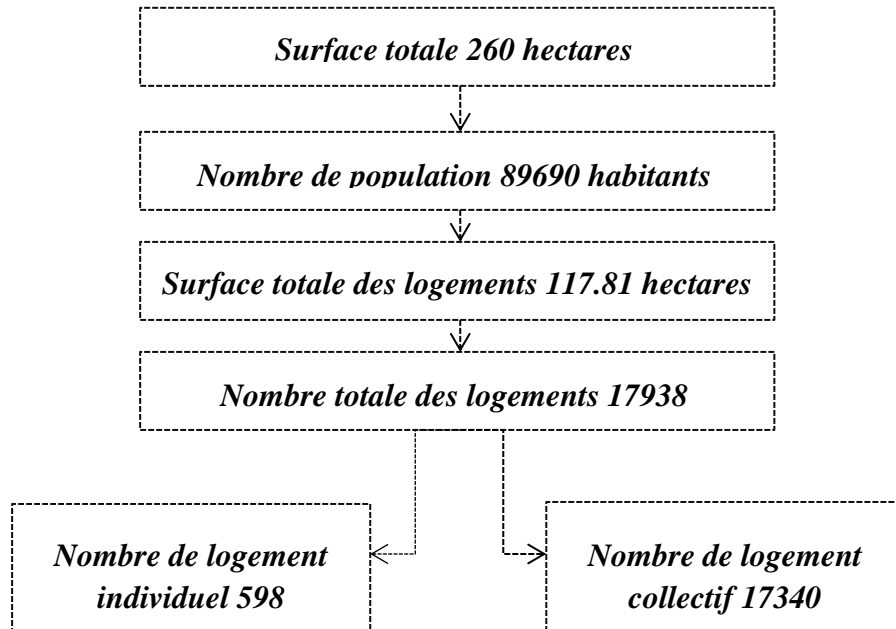 Surface totale 260 hectares
Nombre de population 89690 habitants
Surface totale des logements 117.81 hectares
Nombre totale des logements 17938
Nombre de logement
individuel 598
Nombre de logement
collectif 17340